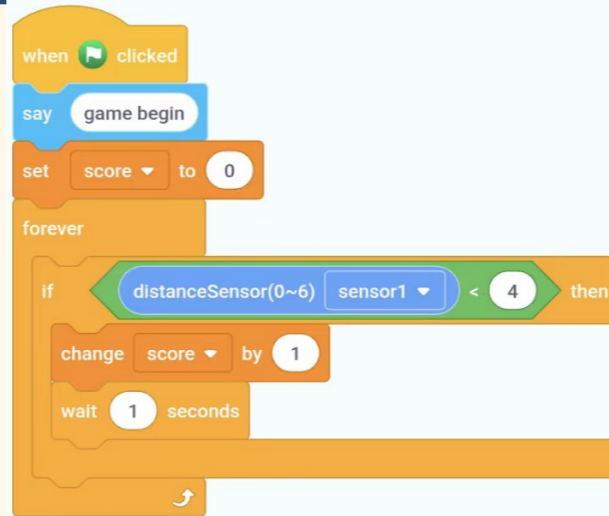 when clicked
say game begin
set score to 0
forever
if distanceSensor(0~6) sensor1 < 4 then
change score by 1
wait 1 seconds